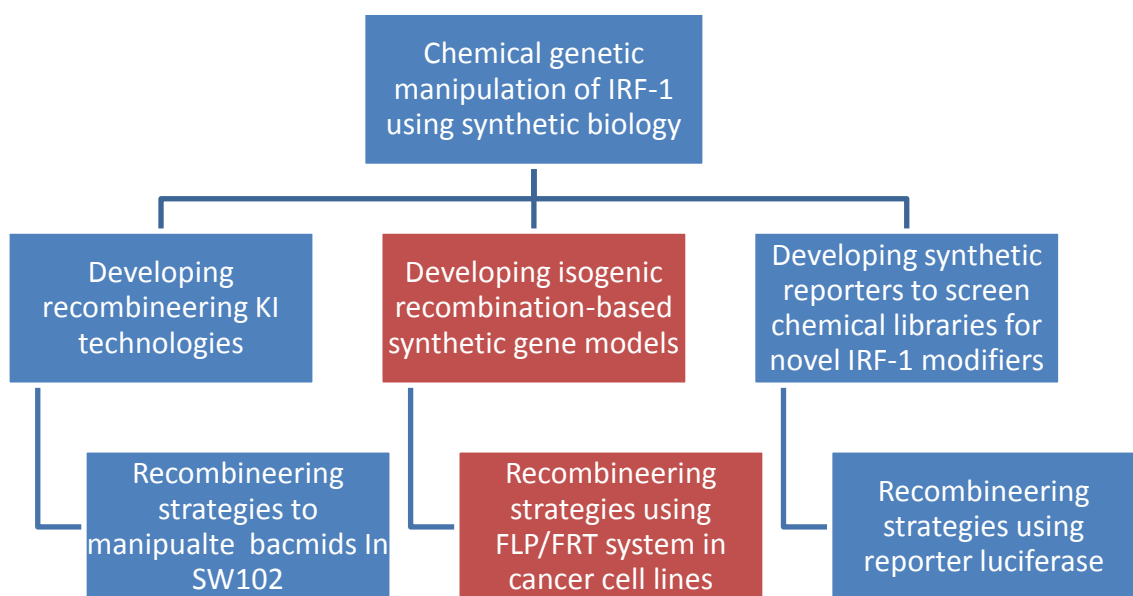 Chemical genetic
manipulation of IRF-1
using synthetic biology
Developing
recombineering KI
technologies
Developing isogenic
recombination-based
synthetic gene models
Developing synthetic
reporters to screen
chemical libraries for
novel IRF-1 modifiers
Recombineering
strategies to
manipualte bacmids In
SW102
Recombineering
strategies using
FLP/FRT system in
cancer cell lines
Recombineering
strategies using
reporter luciferase